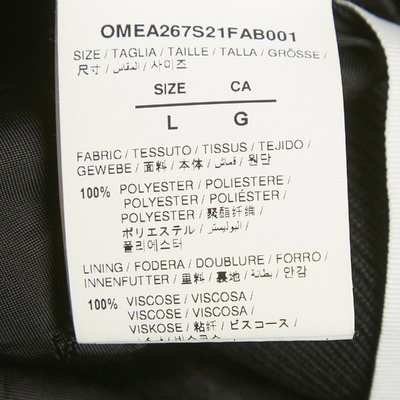 OMEA267S21FAB001
SIZE / TAGLIA / TAILLE / TALLA / GRÖSSE /
尺寸 / المقاس / 사이즈
SIZE CA
L G
FABRIC / TESSUTO / TISSUS / TEJIDO /
GEWEBE / 面料 / 本体 / قماش / 원단
100% POLYESTER / POLIESTERE /
POLYESTER / POLIÉSTER /
POLYESTER / 聚酯纤维 /
ポリエステル / البوليستر /
폴리에스터
LINING / FODERA / DOUBLURE / FORRO /
INNENFUTTER / 里料 / 裏地 / بطانة / 안감
100% VISCOSE / VISCOSA /
VISCOSE / VISCOSA /
VISKOSE / 粘纤 / ビスコース /